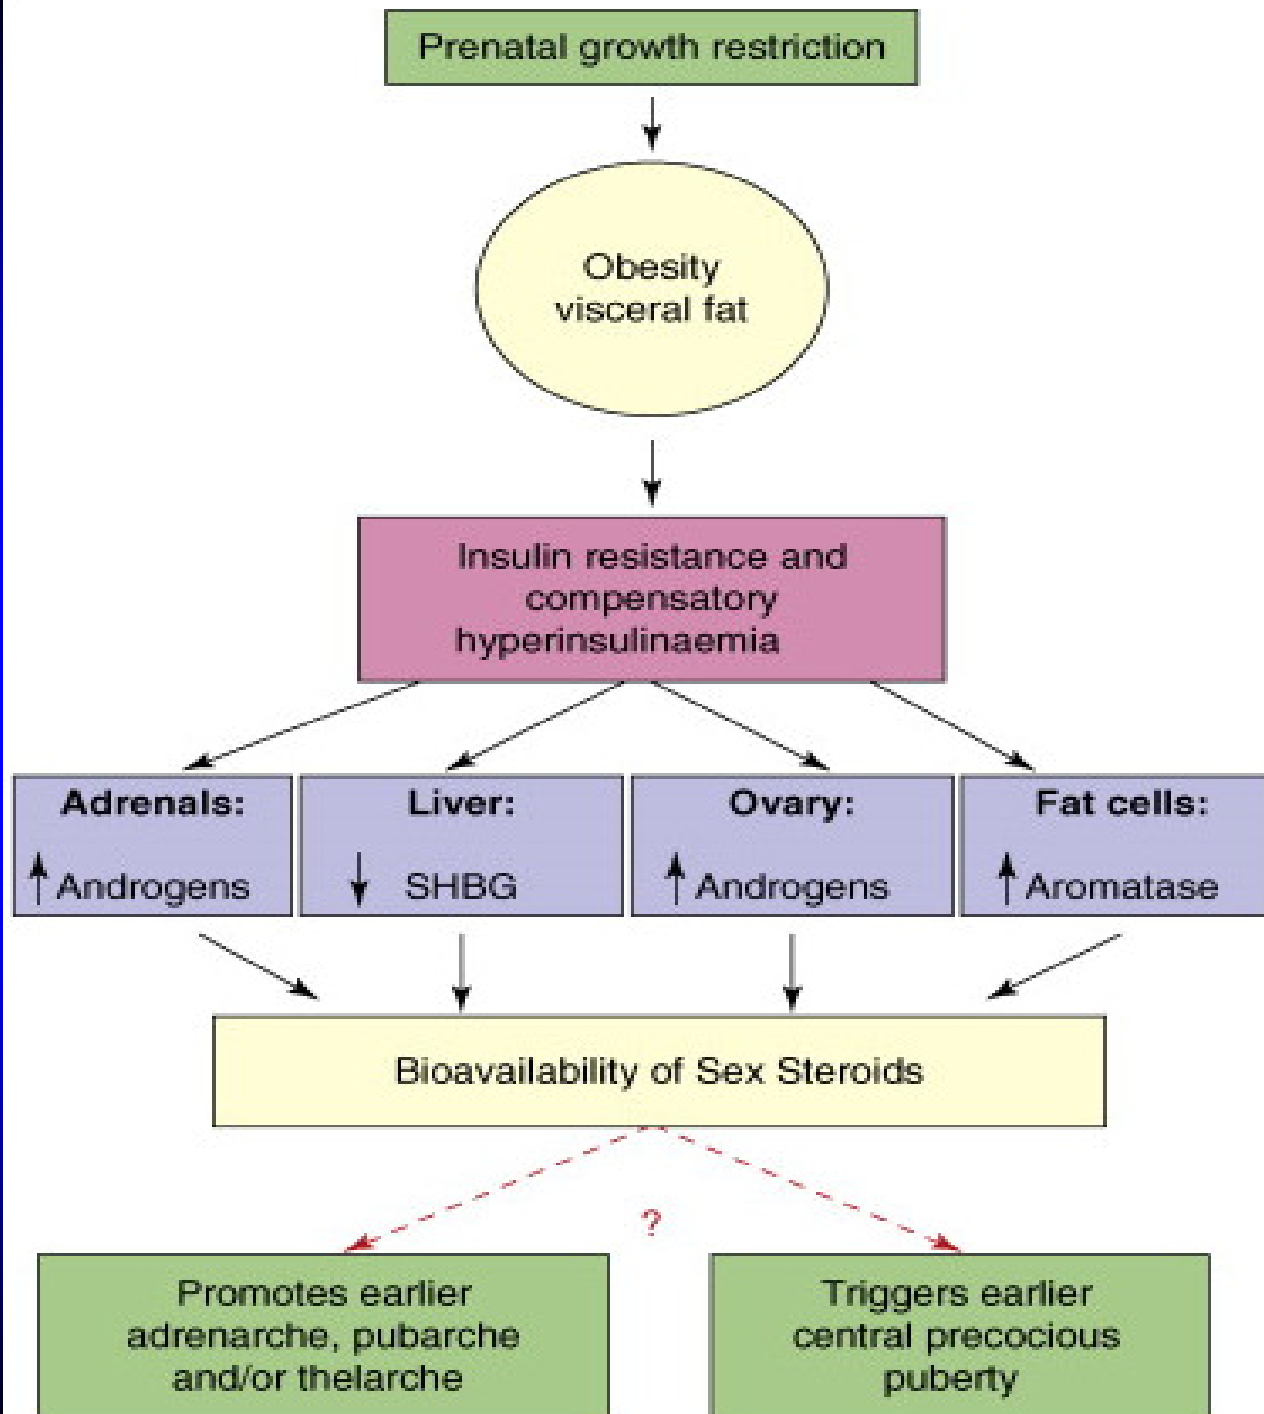 Prenatal growth restriction
Obesity
visceral fat
Insulin resistance and
compensatory
hyperinsulinaemia
Adrenals:
↑ Androgens
Liver:
↓ SHBG
Ovary:
↑ Androgens
Fat cells:
↑ Aromatase
Bioavailability of Sex Steroids
?
Promotes earlier
adrenarche, pubarche
and/or thelarche
Triggers earlier
central precocious
puberty